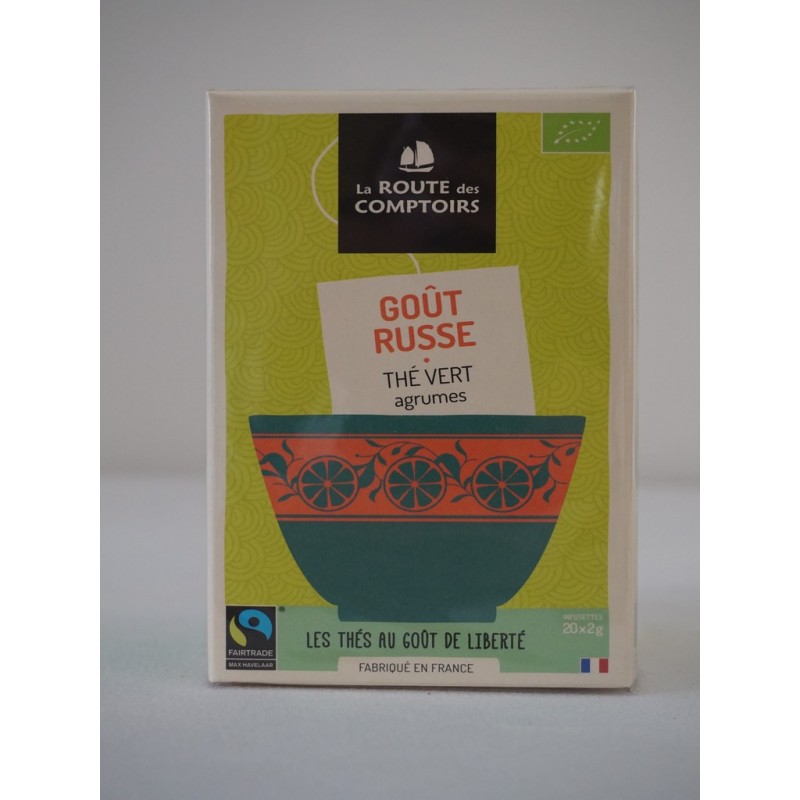 La ROUTE des
COMPTOIRS
GOÛT
RUSSE
THÉ VERT
agrumes
INFUSETTES
20x2g
FAIRTRADE
MAX HAVELAAR
®
LES THÉS AU GOÛT DE LIBERTÉ
FABRIQUÉ EN FRANCE